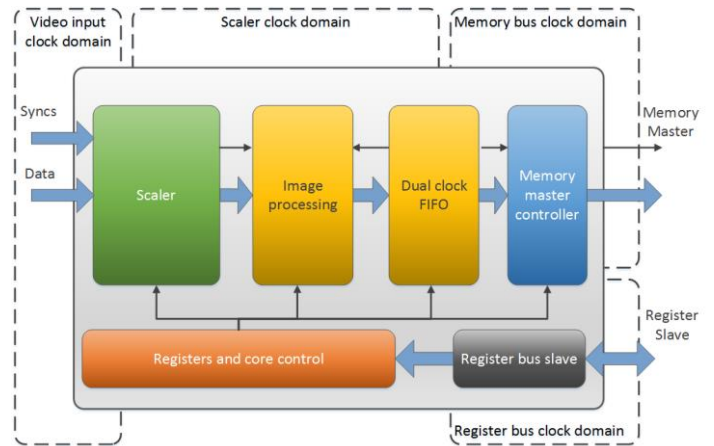 Video input
clock domain
Scaler clock domain
Memory bus clock domain
Syncs
Data
Scaler
Image
processing
Dual clock
FIFO
Memory
master
controller
Memory
Master
Registers and core control
Register bus slave
Register
Slave
Register bus clock domain